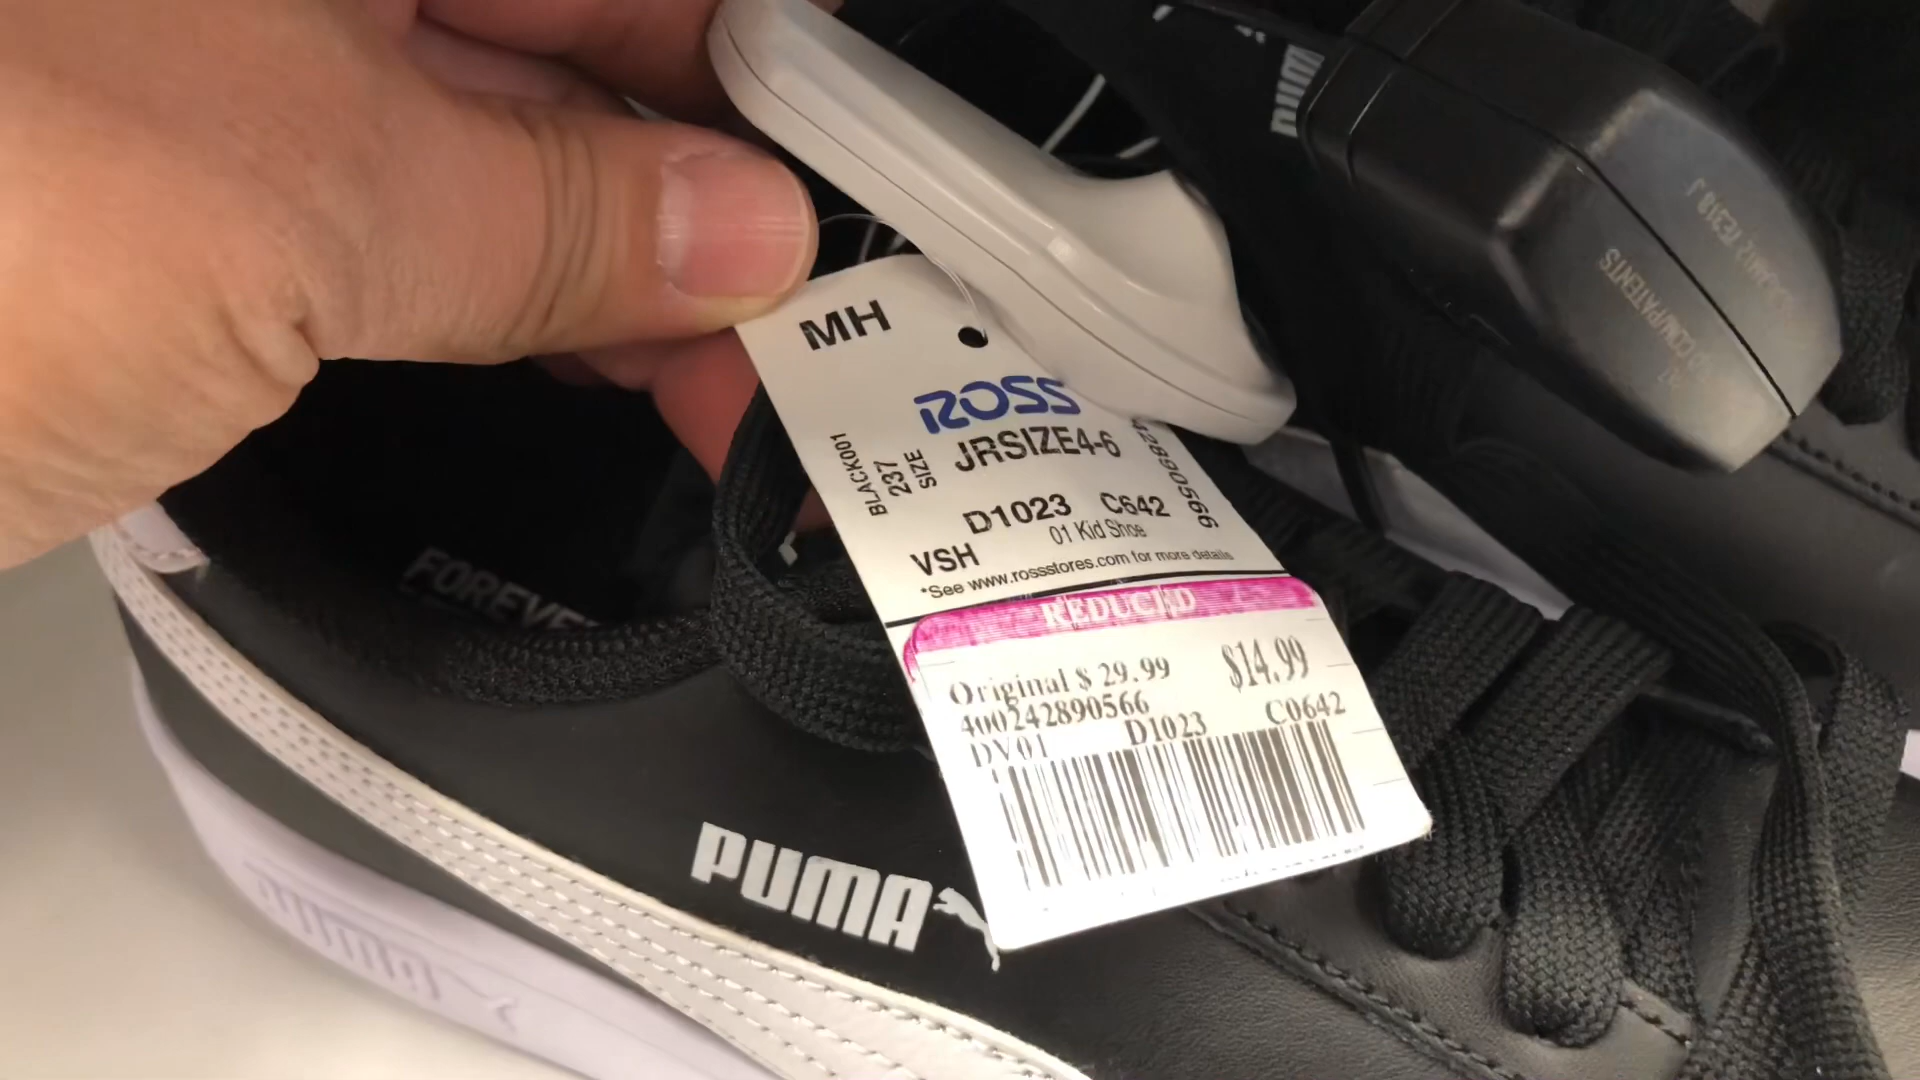 MH
ROSS
JRSIZE4-6
BLACK001
237
SIZE
D1023 C642
01 Kid Shoe
VSH
*See www.rossstores.com for more details
REDUCED
Original $ 29.99 $14.99
400242890566
DV01 D1023 C0642
FOREVER
PUMA
PUMA